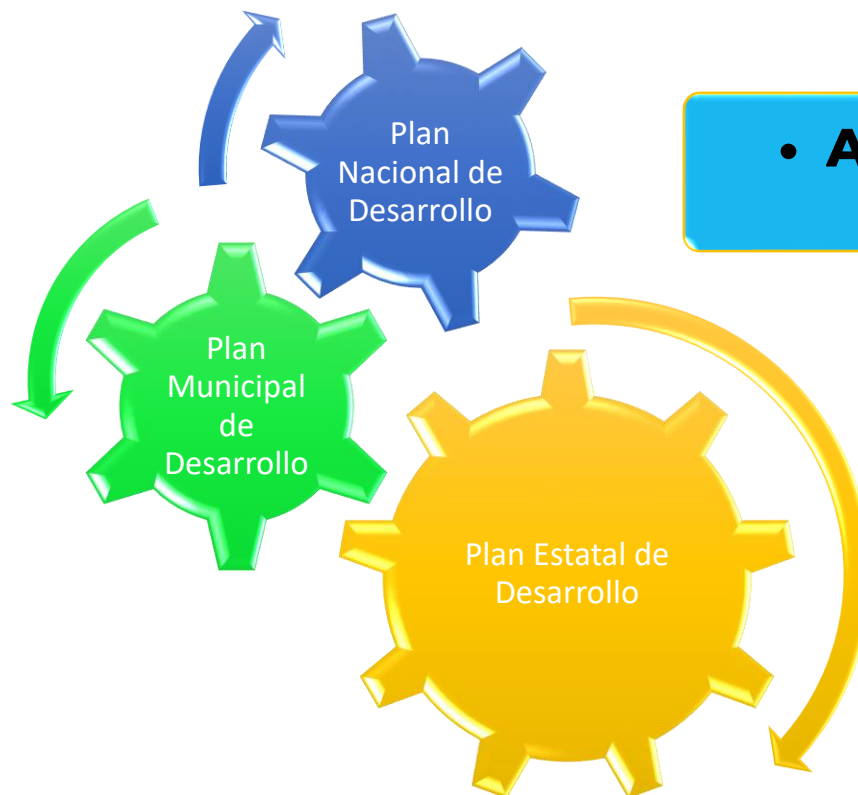 Plan
Nacional de
Desarrollo
• A
Plan
Municipal
de
Desarrollo
Plan Estatal de
Desarrollo